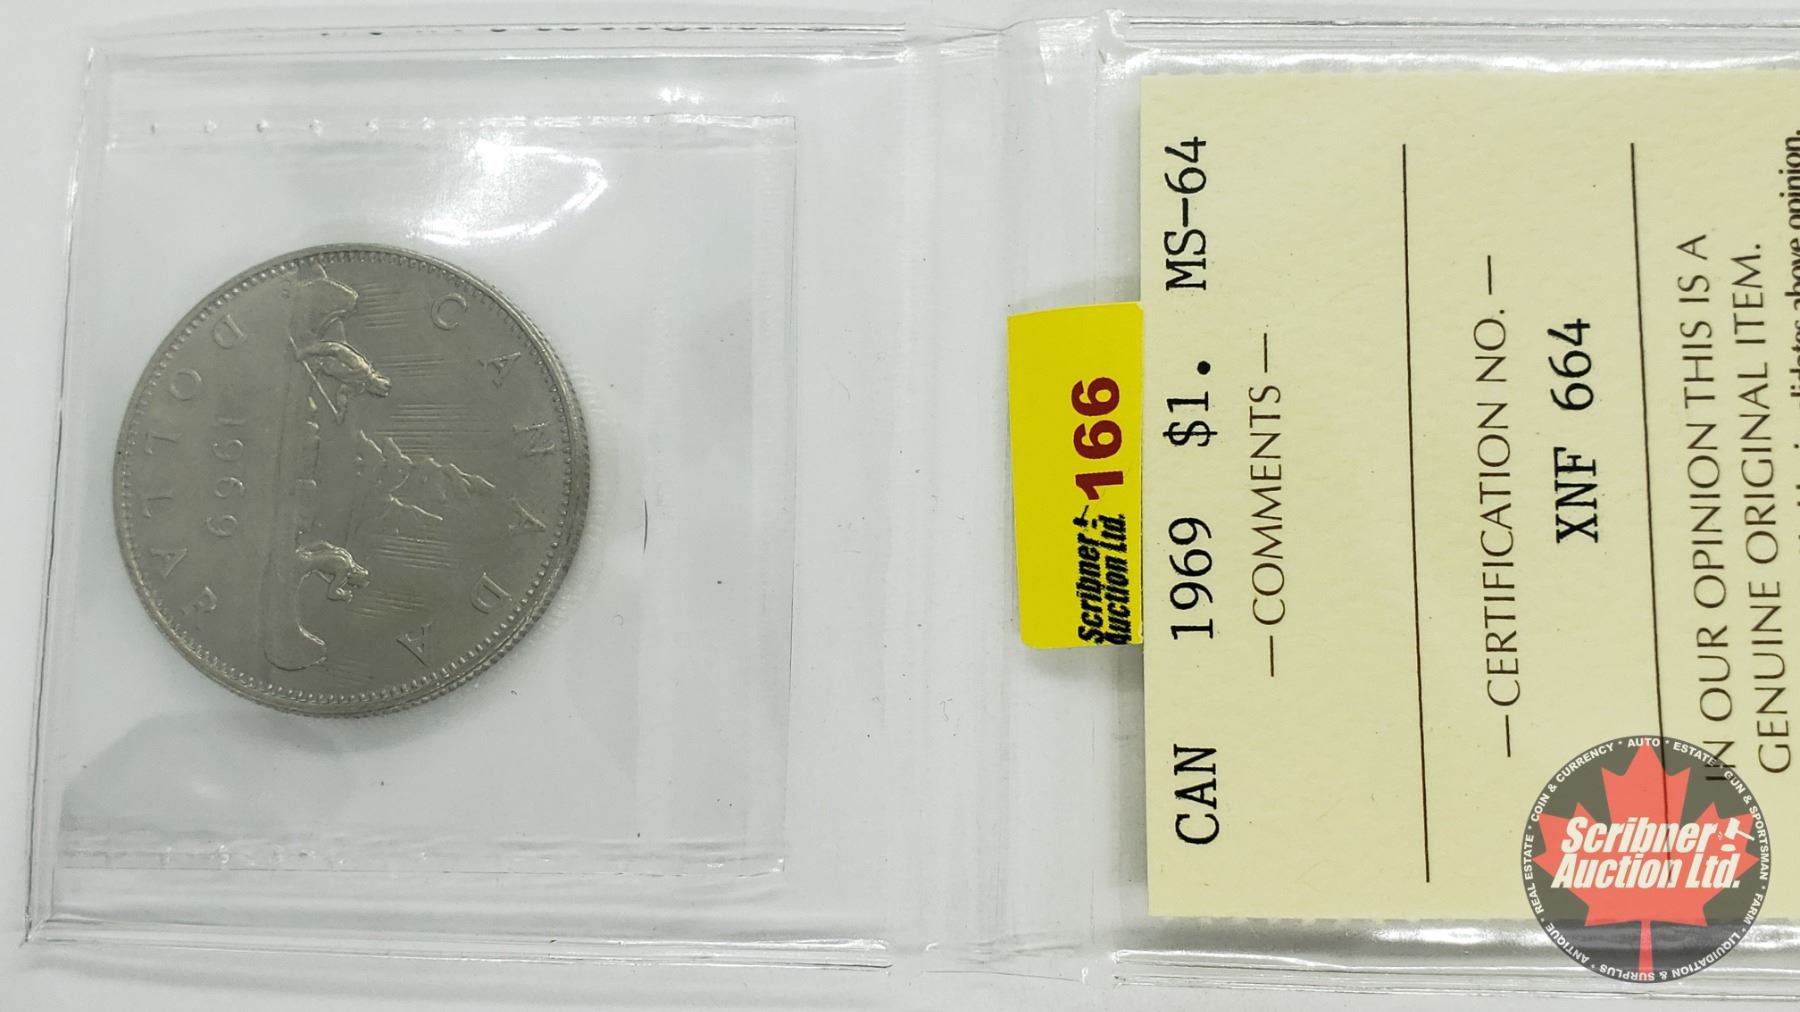 CANADA
1969
DOLLAR
Scribner
Auction Ltd.
166
CAN 1969 $1. MS-64
—COMMENTS—
—CERTIFICATION NO.—
XNF 664
IN OUR OPINION THIS IS A
GENUINE ORIGINAL ITEM.
above opinion.
Scribner
Auction Ltd.
ANTIQUE * REAL ESTATE * COIN & CURRENCY * AUTO * ESTATE * GUN & SPORTSMAN * FARM * LIQUIDATION & SURPLUS *